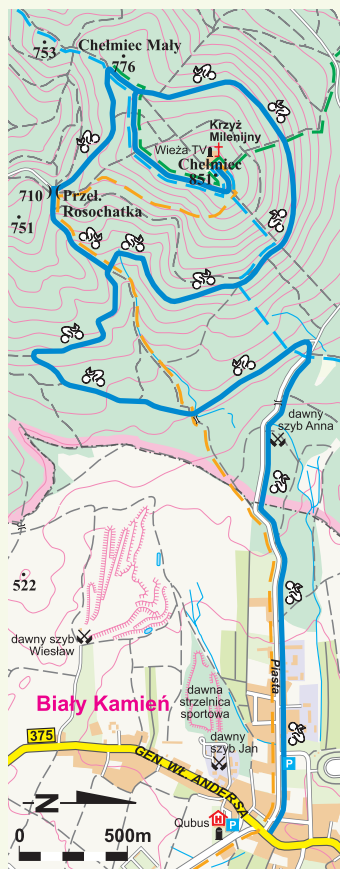 753
Chełmiec Mały
776
Krzyż
Milenijny
Wieża TV
Chełmiec
851
710
Przeł.
Rosochatka
751
dawny
szyb Anna
522
dawny szyb
Wiesław
Piasta
Biały Kamień
dawna
strzelnica
sportowa
dawny
szyb Jan
375
GEN. WŁ. ANDERSA
P
N
Qubus
H
P
0 500m